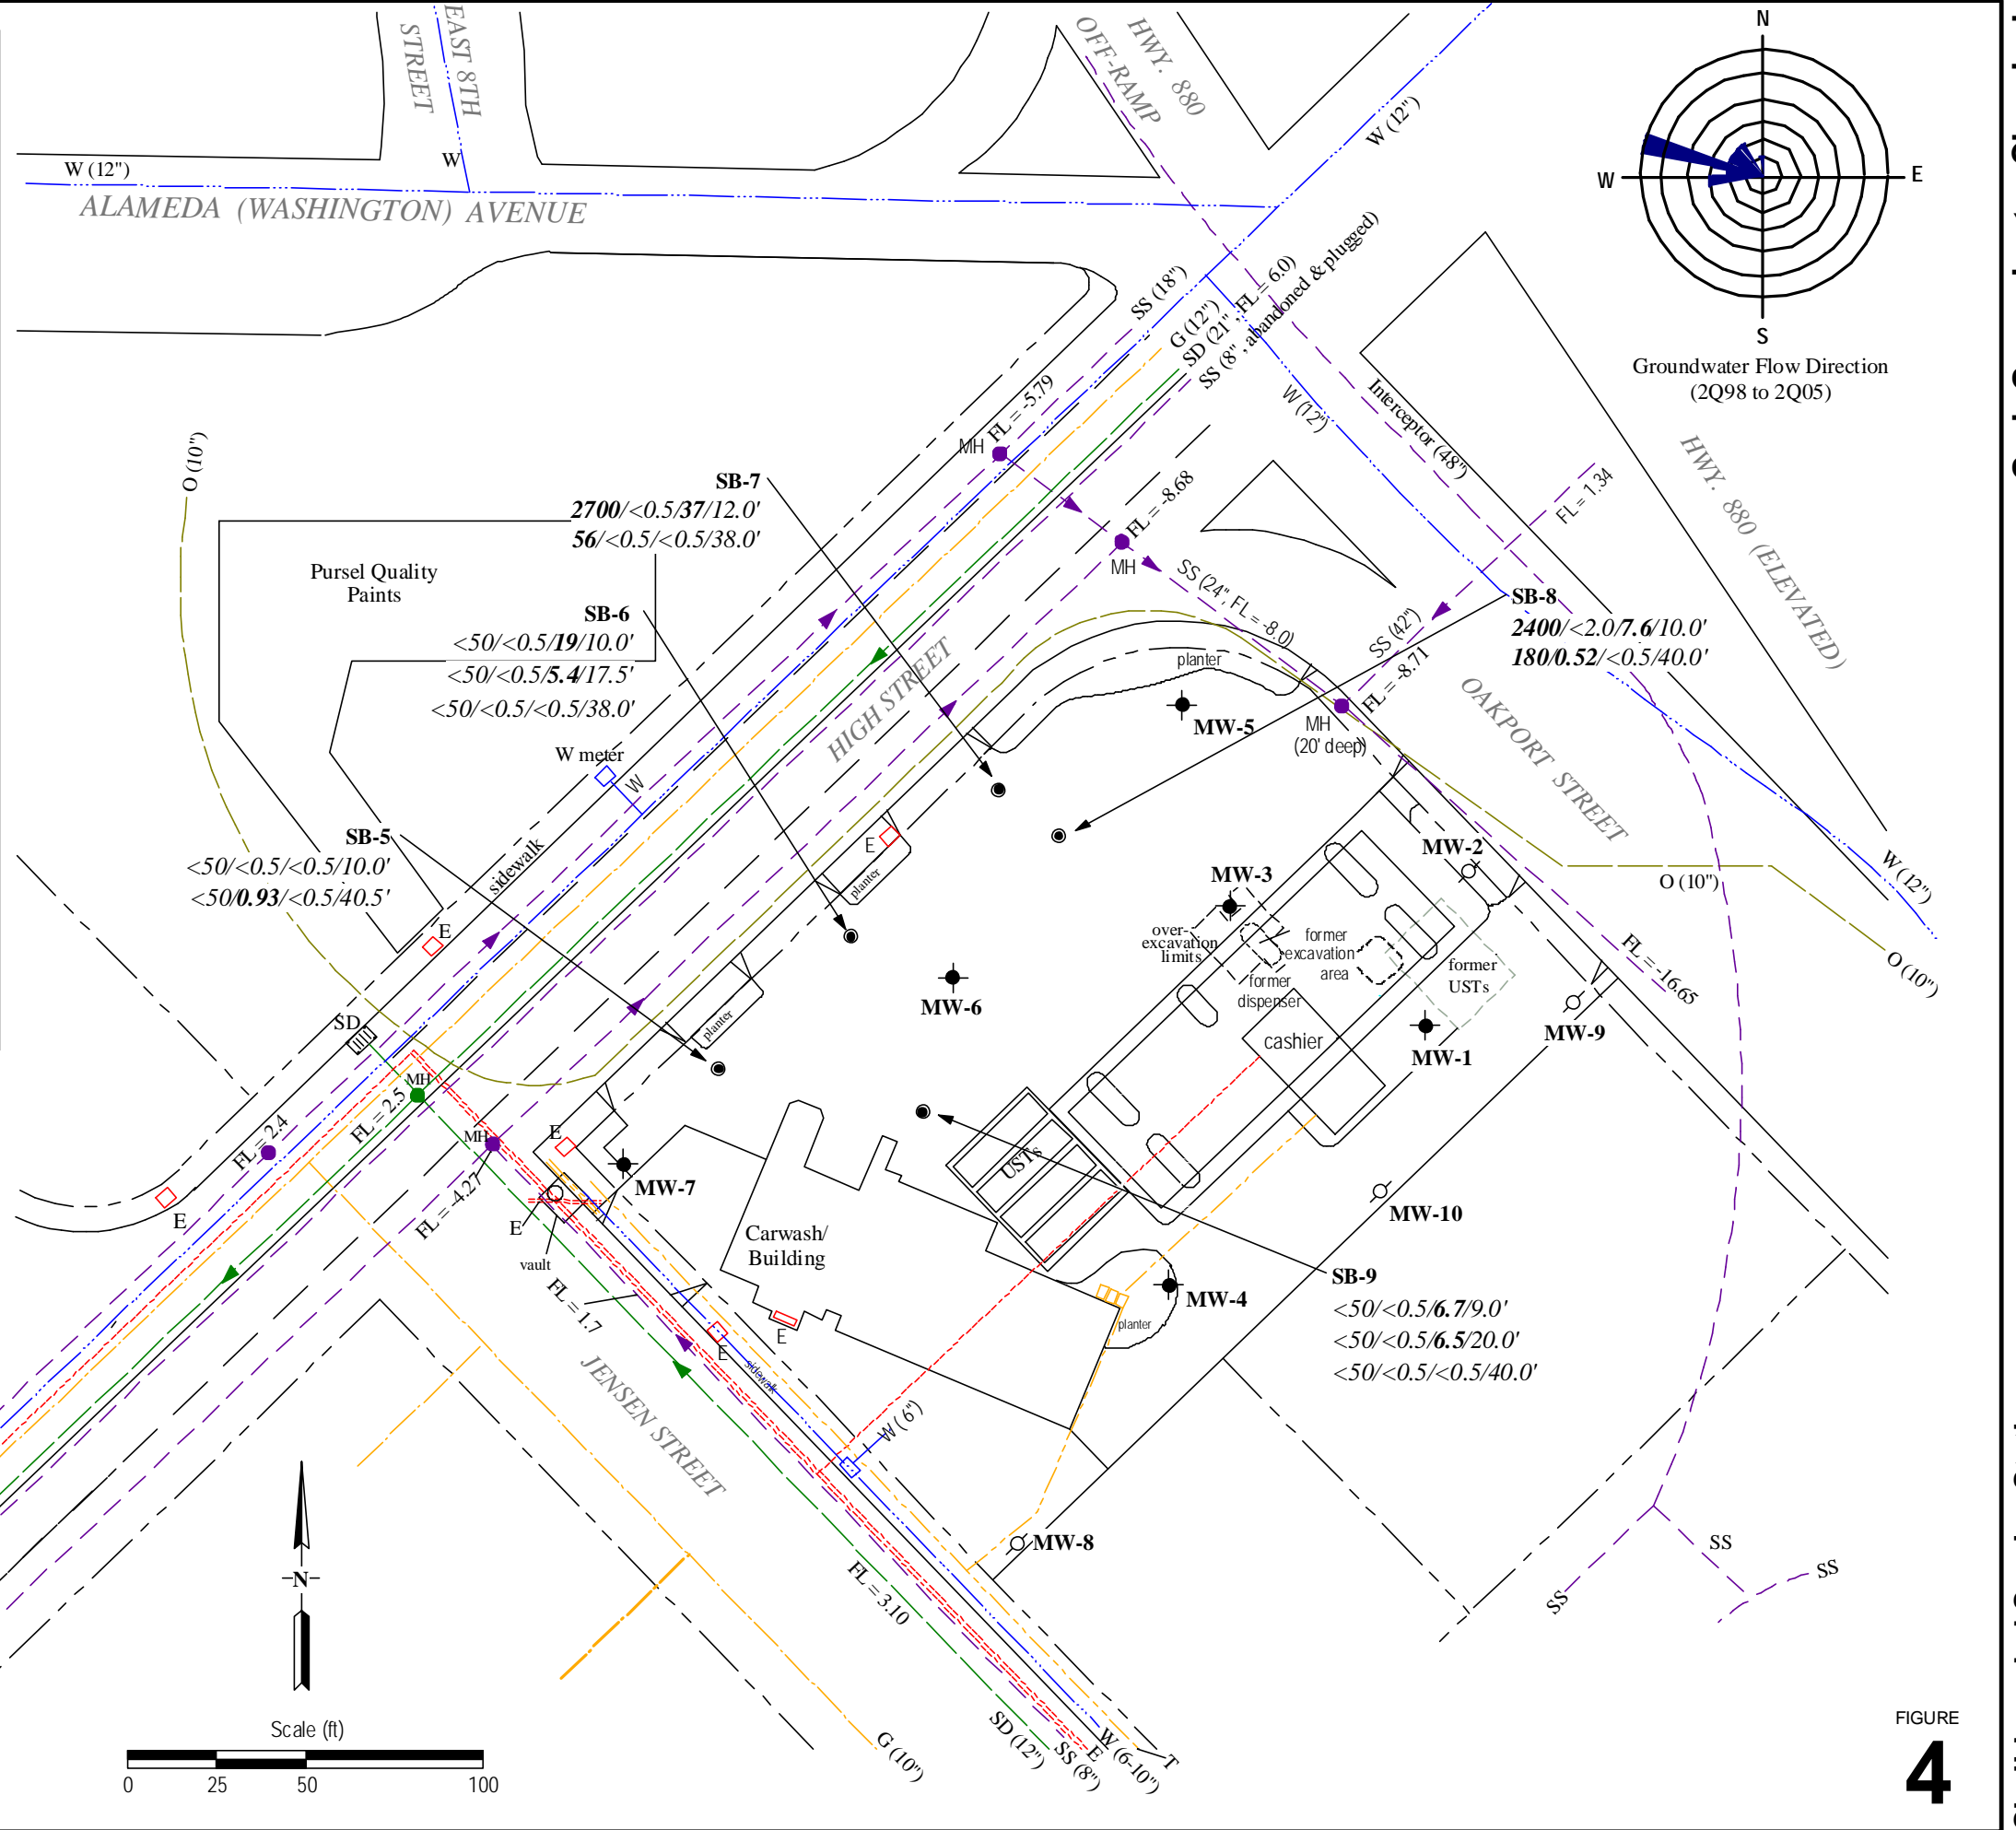 EAST 8TH
STREET
HWY. 880
OFF-RAMP
N
W
E
S
Groundwater Flow Direction
(2Q98 to 2Q05)
W (12")
W
W (12")
ALAMEDA (WASHINGTON) AVENUE
SS (18")
G (12")
SD (21", FL = 6.0)
SS (8", abandoned & plugged)
W (12")
Interceptor (48")
HWY. 880 (ELEVATED)
FL = 1.34
O (10")
MH
FL = -5.79
FL = -8.68
MH
SS (24", FL = -8.0)
SS (42")
FL = -8.71
SB-7
2700/<0.5/37/12.0'
56/<0.5/<0.5/38.0'
Pursel Quality
Paints
SB-6
<50/<0.5/19/10.0'
<50/<0.5/5.4/17.5'
<50/<0.5/<0.5/38.0'
SB-8
2400/<2.0/7.6/10.0'
180/0.52/<0.5/40.0'
planter
MW-5
MH
(20' deep)
OAKPORT STREET
HIGH STREET
W meter
W
SB-5
<50/<0.5/<0.5/10.0'
<50/0.93/<0.5/40.5'
sidewalk
E
planter
MW-2
MW-3
O (10")
W (12")
O (10")
FL = -16.65
E
over-
excavation
limits
former
excavation
area
former
dispenser
former
USTs
MW-6
planter
cashier
MW-1
MW-9
SD
MH
FL = 2.5
FL = 2.4
MH
E
E
FL = -4.27
E
vault
MW-7
USTs
MW-10
Carwash/
Building
SB-9
<50/<0.5/6.7/9.0'
<50/<0.5/6.5/20.0'
<50/<0.5/<0.5/40.0'
MW-4
planter
FL = 1.7
E
E
sidewalk
JENSEN STREET
W (6")
MW-8
FL = 3.10
SS
SS
SS
N
Scale (ft)
0 25 50 100
G (10")
SD (12")
SS (8")
E
W (6-10")
T
FIGURE
4